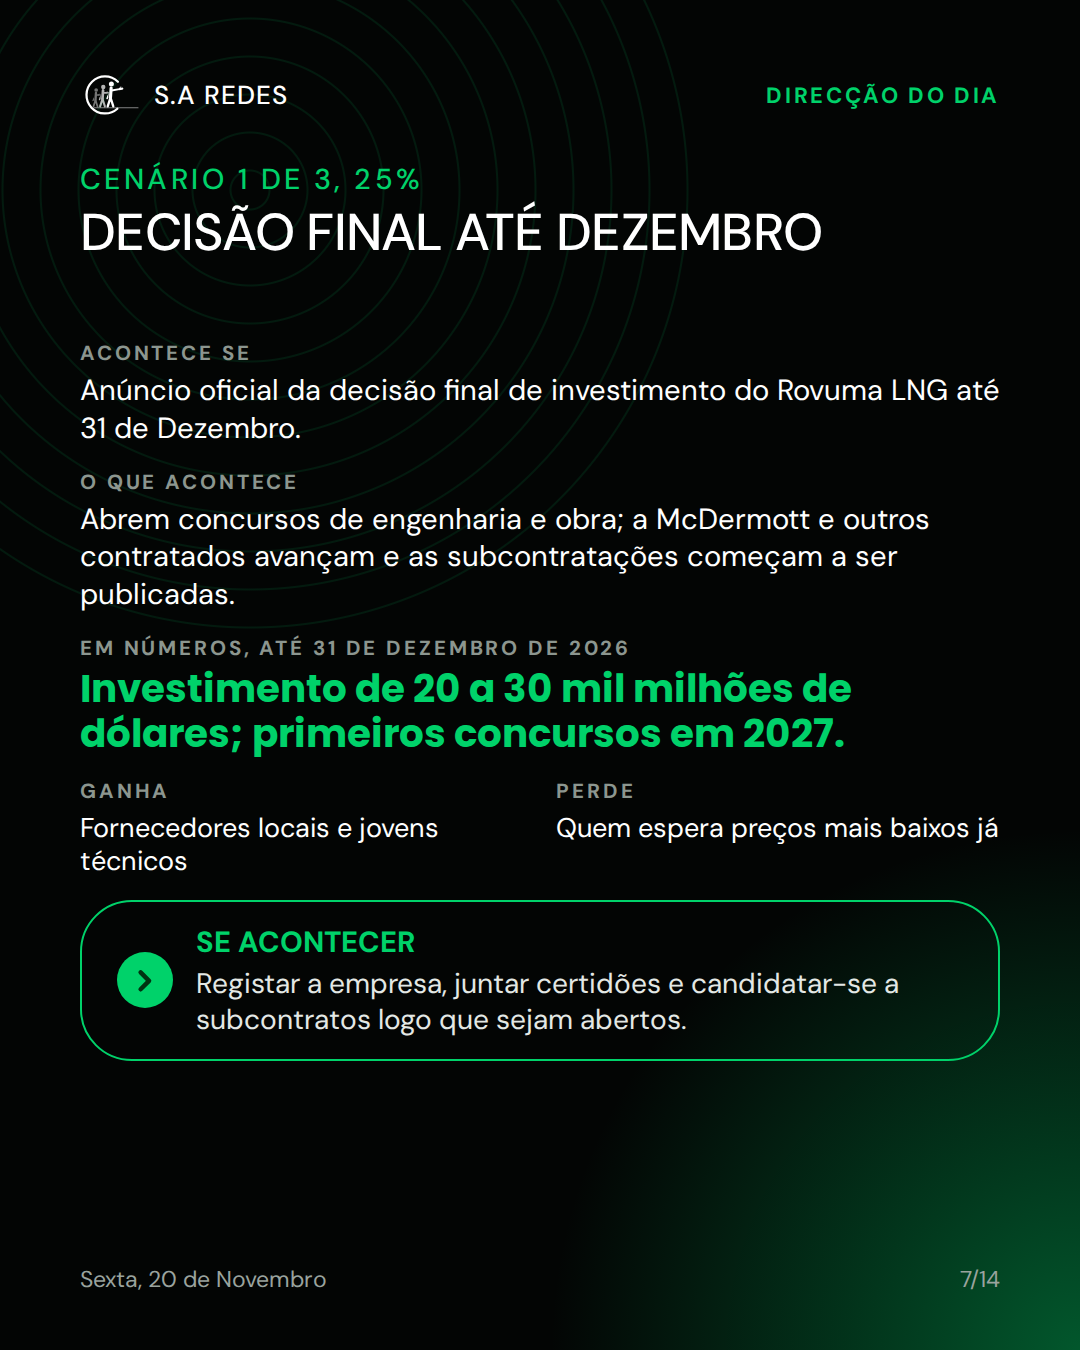 S.A REDES
DIRECÇÃO DO DIA
CENÁRIO 1 DE 3, 25%
DECISÃO FINAL ATÉ DEZEMBRO
ACONTECE SE
Anúncio oficial da decisão final de investimento do Rovuma LNG até
31 de Dezembro.
O QUE ACONTECE
Abrem concursos de engenharia e obra; a McDermott e outros
contratados avançam e as subcontratações começam a ser
publicadas.
EM NÚMEROS, ATÉ 31 DE DEZEMBRO DE 2026
Investimento de 20 a 30 mil milhões de
dólares; primeiros concursos em 2027.
GANHA
Fornecedores locais e jovens
técnicos
PERDE
Quem espera preços mais baixos já
SE ACONTECER
Registar a empresa, juntar certidões e candidatar-se a
subcontratos logo que sejam abertos.
Sexta, 20 de Novembro
7/14